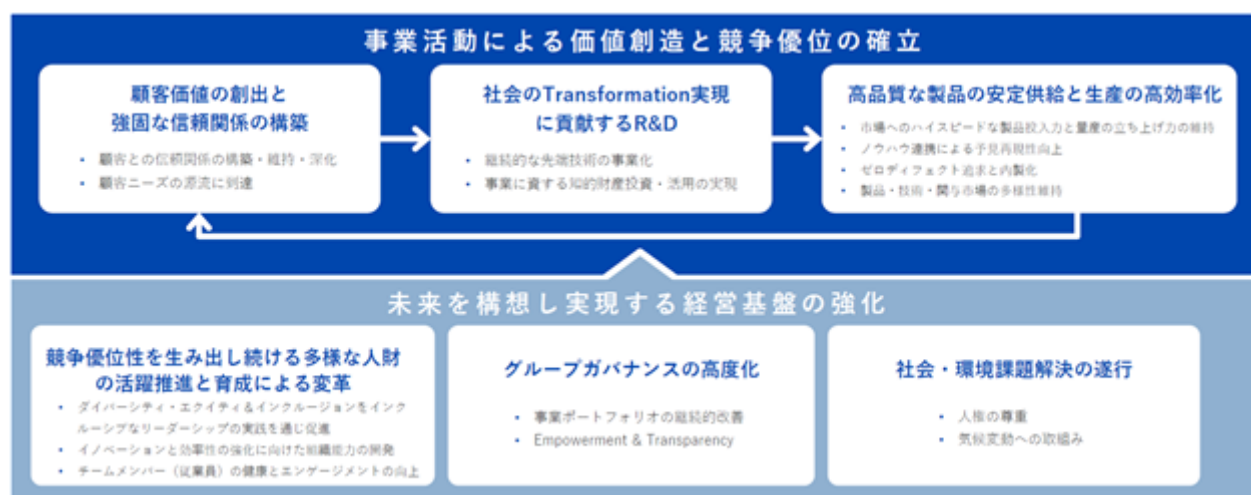 事業活動による価値創造と競争優位の確立
顧客価値の創出と
強固な信頼関係の構築
・ 顧客との信頼関係の構築・維持・深化
・ 顧客ニーズの源流に到達
社会のTransformation実現
に貢献するR&D
・ 継続的な先端技術の事業化
・ 事業に資する知的財産投資・活用の実現
高品質な製品の安定供給と生産の高効率化
・ 市場へのハイスピードな製品投入力と量産の立ち上げ力の維持
・ ノウハウ連携による予見再現性向上
・ ゼロディフェクト追求と内製化
・ 製品・技術・関与市場の多様性維持
未来を構想し実現する経営基盤の強化
競争優位性を生み出し続ける多様な人財
の活躍推進と育成による変革
・ ダイバーシティ・エクイティ&インクルージョンをインク
ルーシブなリーダーシップの実践を通じ促進
・ イノベーションと効率性の強化に向けた組織能力の開発
・ チームメンバー（従業員）の健康とエンゲージメントの向上
グループガバナンスの高度化
・ 事業ポートフォリオの継続的改善
・ Empowerment & Transparency
社会・環境課題解決の遂行
・ 人権の尊重
・ 気候変動への取組み